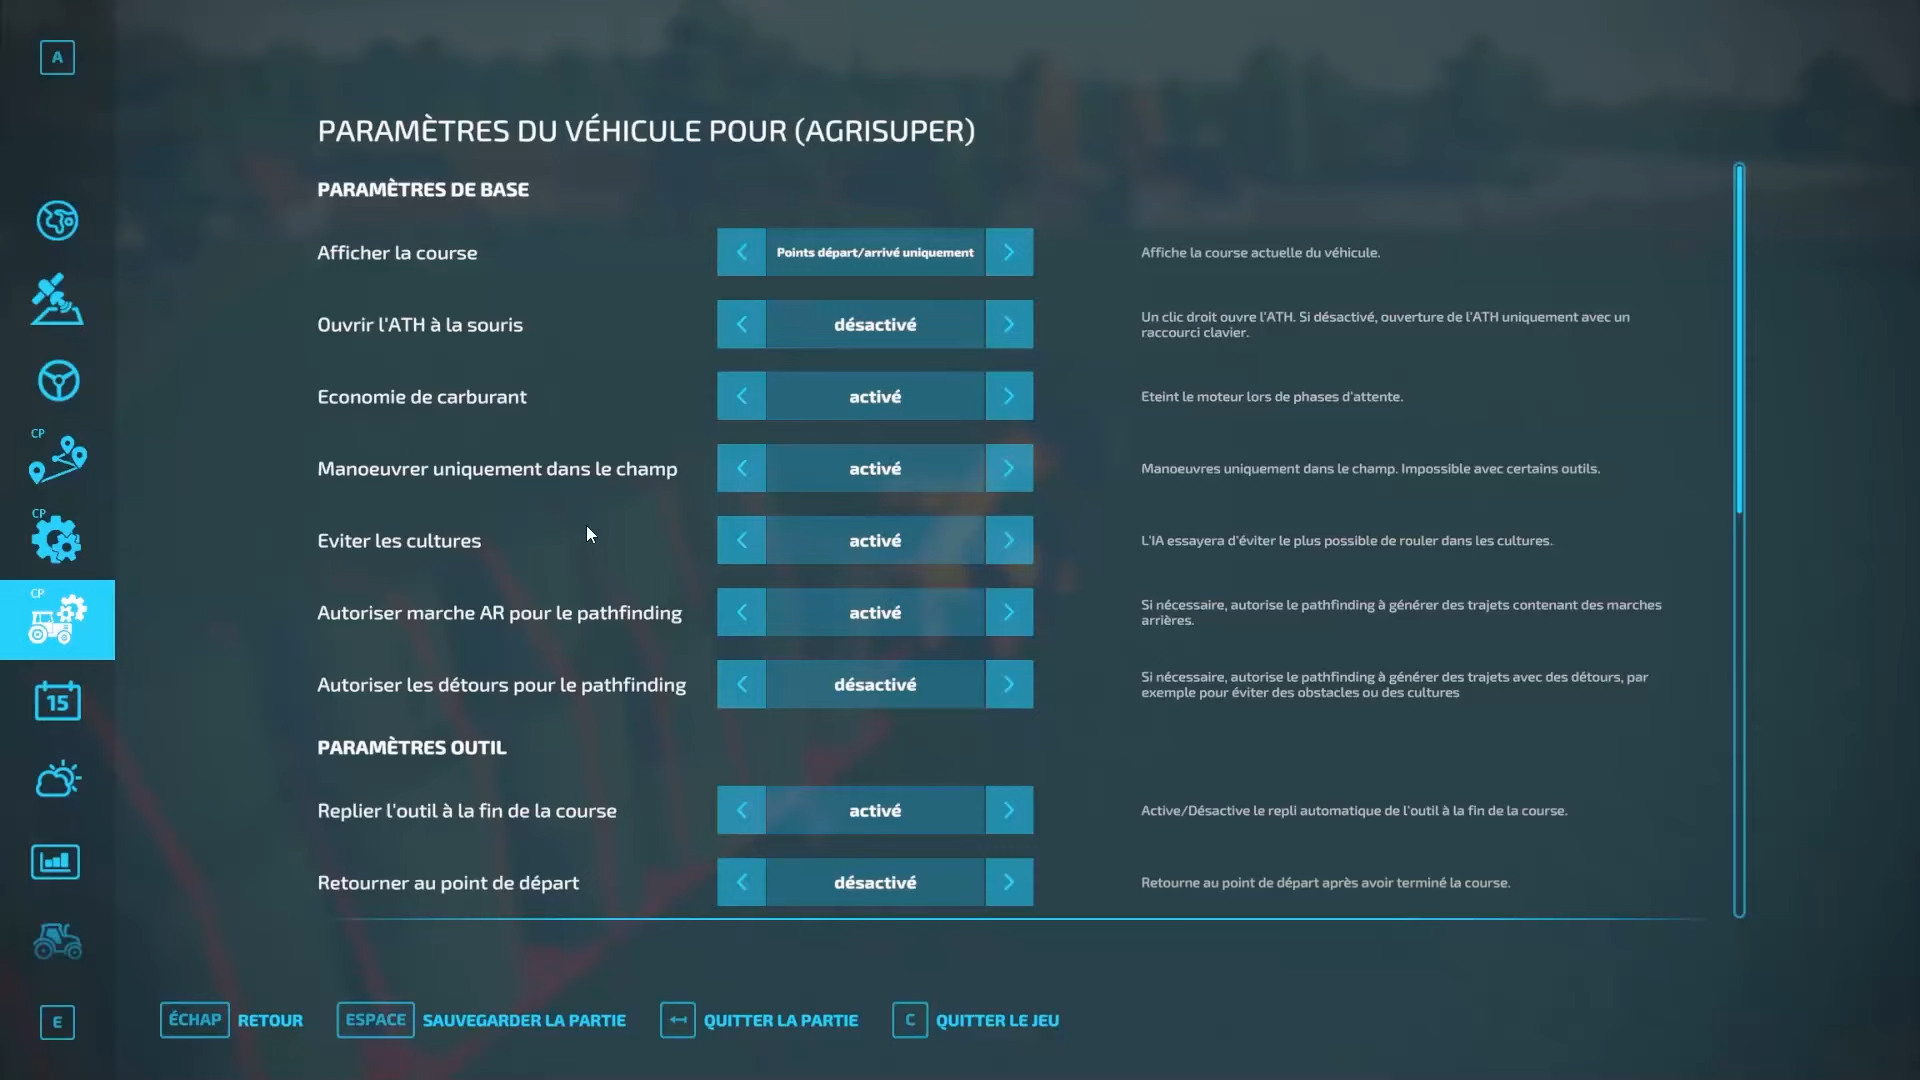 A
PARAMÈTRES DU VÉHICULE POUR (AGRISUPER)
PARAMÈTRES DE BASE
Afficher la course
Points départ/arrivé uniquement
Affiche la course actuelle du véhicule.
Ouvrir l'ATH à la souris
désactivé
Un clic droit ouvre l'ATH. Si désactivé, ouverture de l'ATH uniquement avec un
raccourci clavier.
Economie de carburant
activé
Eteint le moteur lors de phases d'attente.
CP
Manoeuvrer uniquement dans le champ
activé
Manoeuvres uniquement dans le champ. Impossible avec certains outils.
CP
Eviter les cultures
activé
L'IA essayera d'éviter le plus possible de rouler dans les cultures.
CP
Autoriser marche AR pour le pathfinding
activé
Si nécessaire, autorise le pathfinding à générer des trajets contenant des marches
arrières.
Autoriser les détours pour le pathfinding
désactivé
Si nécessaire, autorise le pathfinding à générer des trajets avec des détours, par
exemple pour éviter des obstacles ou des cultures
15
PARAMÈTRES OUTIL
Replier l'outil à la fin de la course
activé
Active/Désactive le repli automatique de l'outil à la fin de la course.
Retourner au point de départ
désactivé
Retourne au point de départ après avoir terminé la course.
E
ÉCHAP RETOUR
ESPACE SAUVEGARDER LA PARTIE
QUITTER LA PARTIE
C QUITTER LE JEU